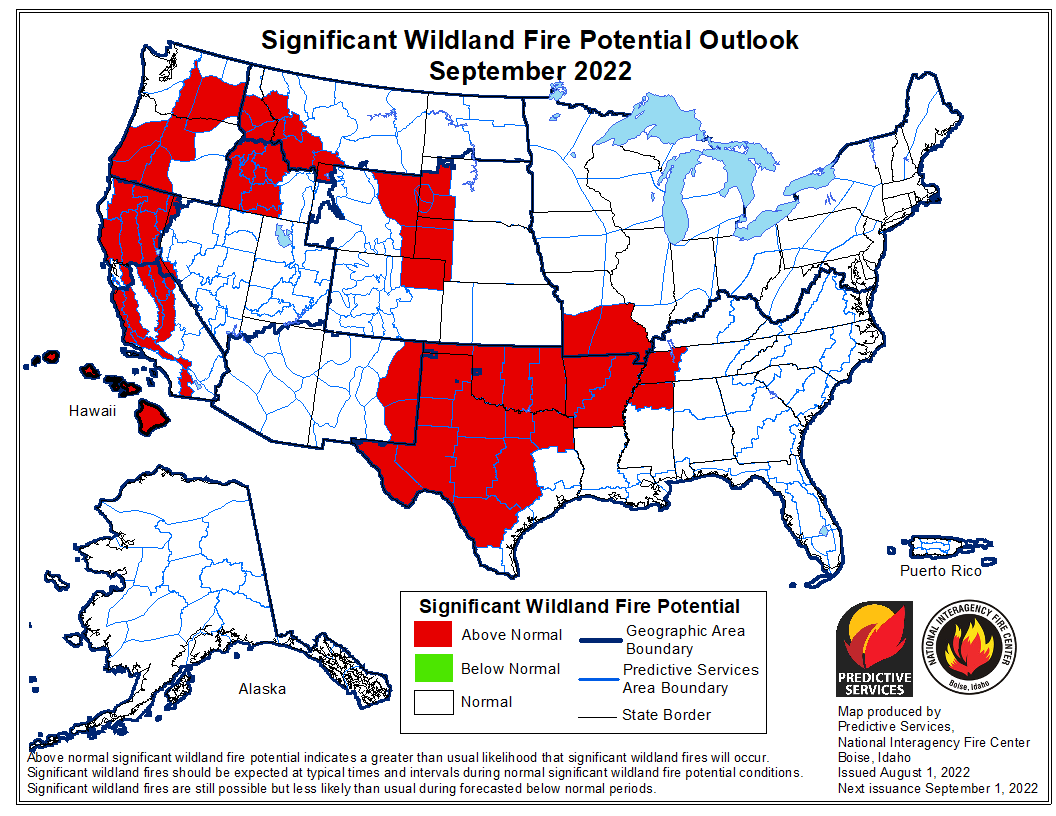 Significant Wildland Fire Potential Outlook
September 2022
Hawaii
Alaska
Puerto Rico
Significant Wildland Fire Potential
Above Normal
Below Normal
Normal
Geographic Area
Boundary
Predictive Services
Area Boundary
State Border
PREDICTIVE
SERVICES
NATIONAL INTERAGENCY FIRE CENTER
Boise, Idaho
Map produced by
Predictive Services,
National Interagency Fire Center
Boise, Idaho
Issued August 1, 2022
Next issuance September 1, 2022
Above normal significant wildland fire potential indicates a greater than usual likelihood that significant wildland fires will occur.
Significant wildland fires should be expected at typical times and intervals during normal significant wildland fire potential conditions.
Significant wildland fires are still possible but less likely than usual during forecasted below normal periods.